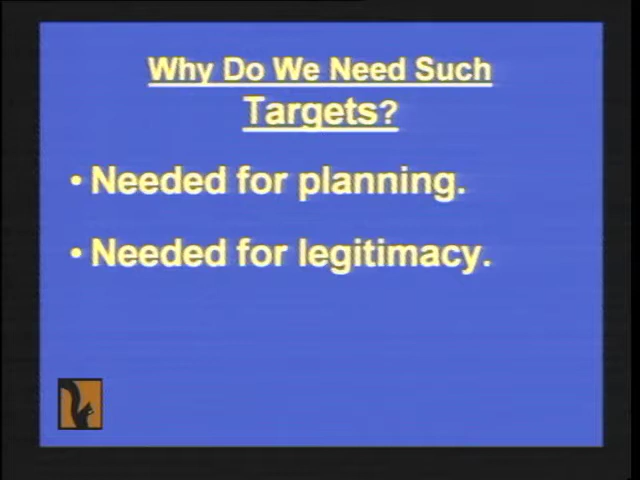 Why Do We Need Such
Targets?
• Needed for planning.
• Needed for legitimacy.